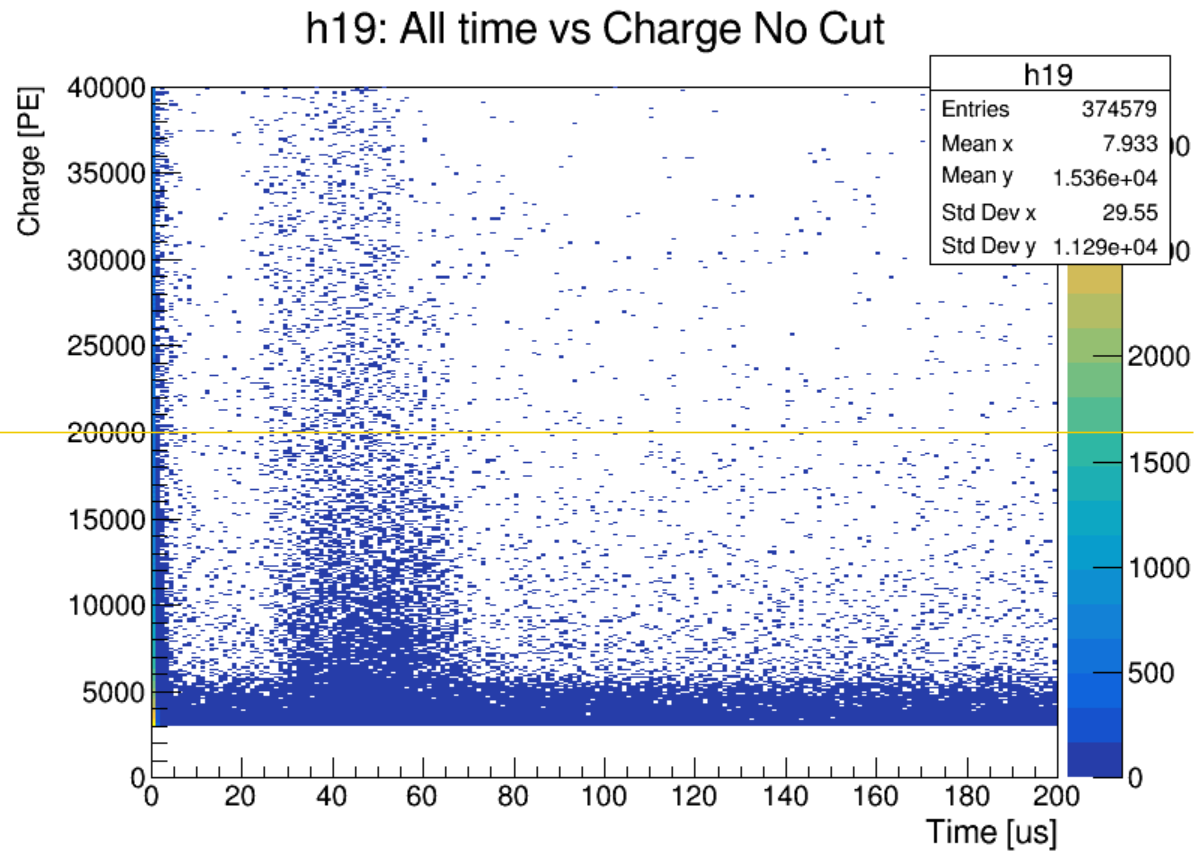 h19: All time vs Charge No Cut
h19
Entries 374579
Mean x 7.933
Mean y 1.536e+04
Std Dev x 29.55
Std Dev y 1.129e+04
Charge [PE]
40000
35000
30000
25000
20000
15000
10000
5000
0
2000
1500
1000
500
0
0 20 40 60 80 100 120 140 160 180 200
Time [us]